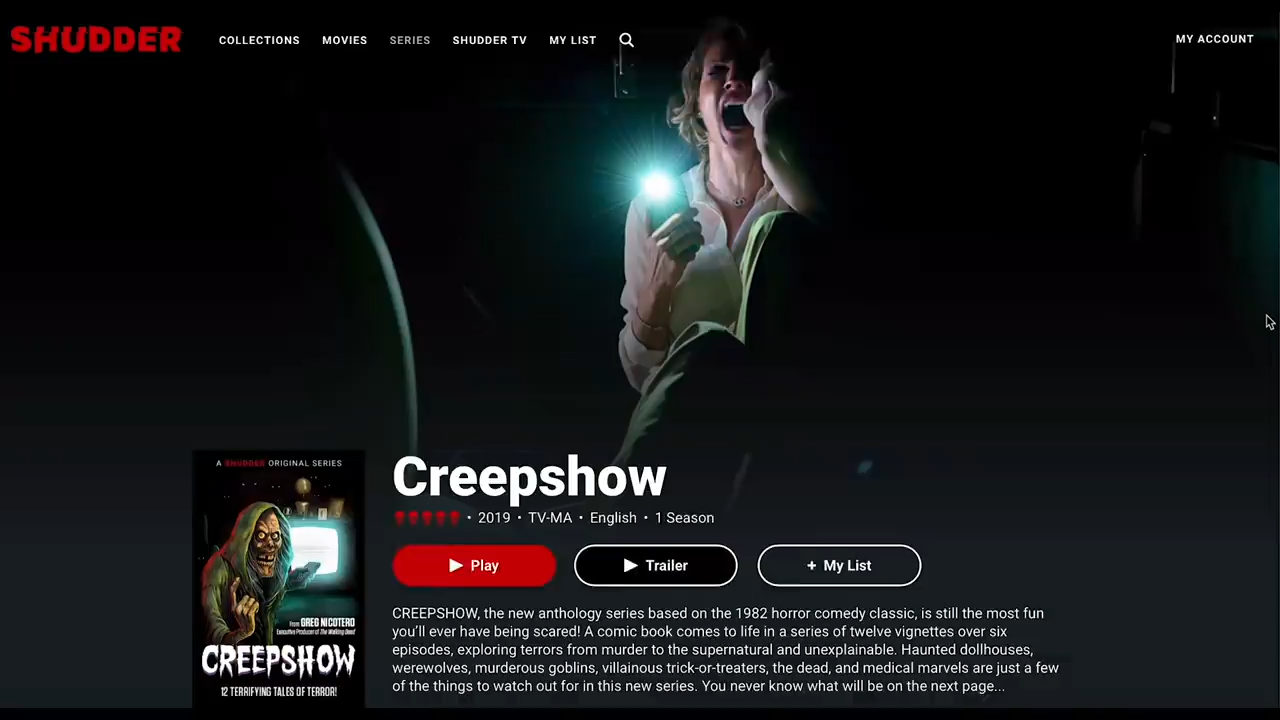 SHUDDER
COLLECTIONS MOVIES SERIES SHUDDER TV MY LIST
MY ACCOUNT
A SHUDDER ORIGINAL SERIES
From GREG NICOTERO
Executive Producer of The Walking Dead
CREEPSHOW
12 TERRIFYING TALES OF TERROR!
Creepshow
• 2019 • TV-MA • English • 1 Season
Play
Trailer
+ My List
CREEPSHOW, the new anthology series based on the 1982 horror comedy classic, is still the most fun
you'll ever have being scared! A comic book comes to life in a series of twelve vignettes over six
episodes, exploring terrors from murder to the supernatural and unexplainable. Haunted dollhouses,
werewolves, murderous goblins, villainous trick-or-treaters, the dead, and medical marvels are just a few
of the things to watch out for in this new series. You never know what will be on the next page...